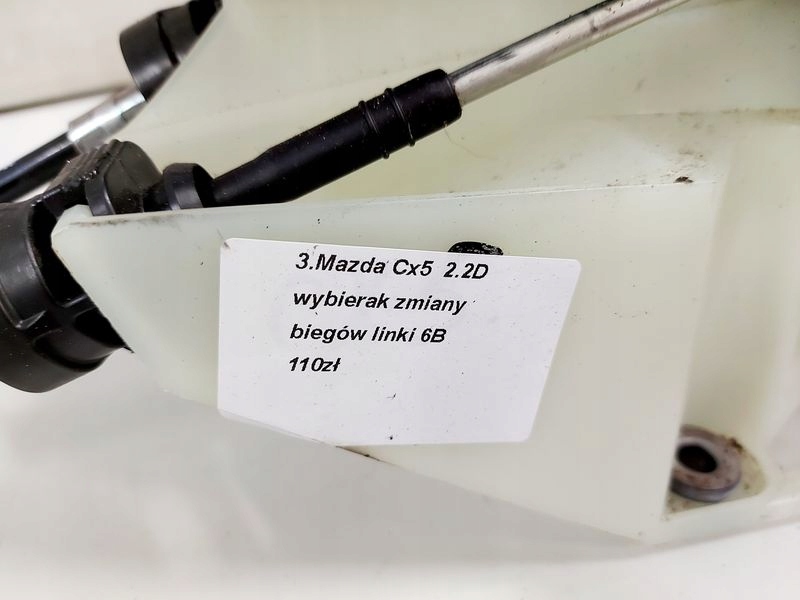 3.Mazda Cx5 2.2D
wybierak zmiany
biegów linki 6B
110zł